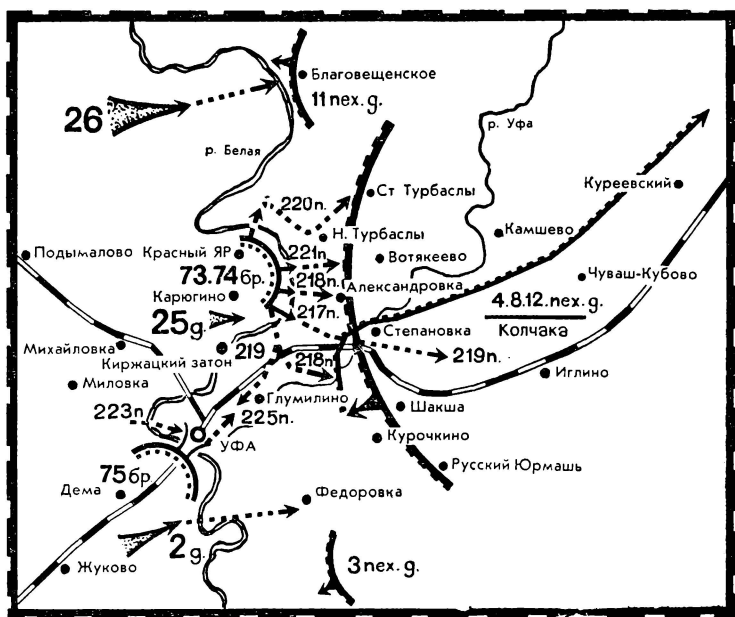 Благовещенское
11 пех.д.
26
р. Уфа
р. Белая
Ст Турбаслы
Куреевский
220п.
Н. Турбаслы
Камшево
Подымалово
Красный ЯР
221п.
Вотякеево
73.74 бр.
218п.
Александровка
Чуваш-Кубово
Карюгино
4.8.12.пех.д.
25д.
217п.
Степановка
Колчака
Михайловка
Киржацкий затон
219
218п.
219п.
Миловка
Иглино
223п.
Глумилино
225п.
Шакша
УФА
Курочкино
75бр.
Русский Юрмашь
Дема
Федоровка
2д.
Жуково
3 пех.д.